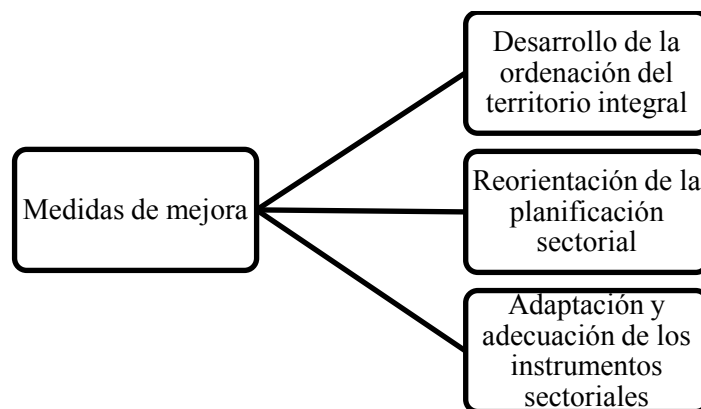 Medidas de mejora
Desarrollo de la
ordenación del
territorio integral
Reorientación de la
planificación
sectorial
Adaptación y
adecuación de los
instrumentos
sectoriales